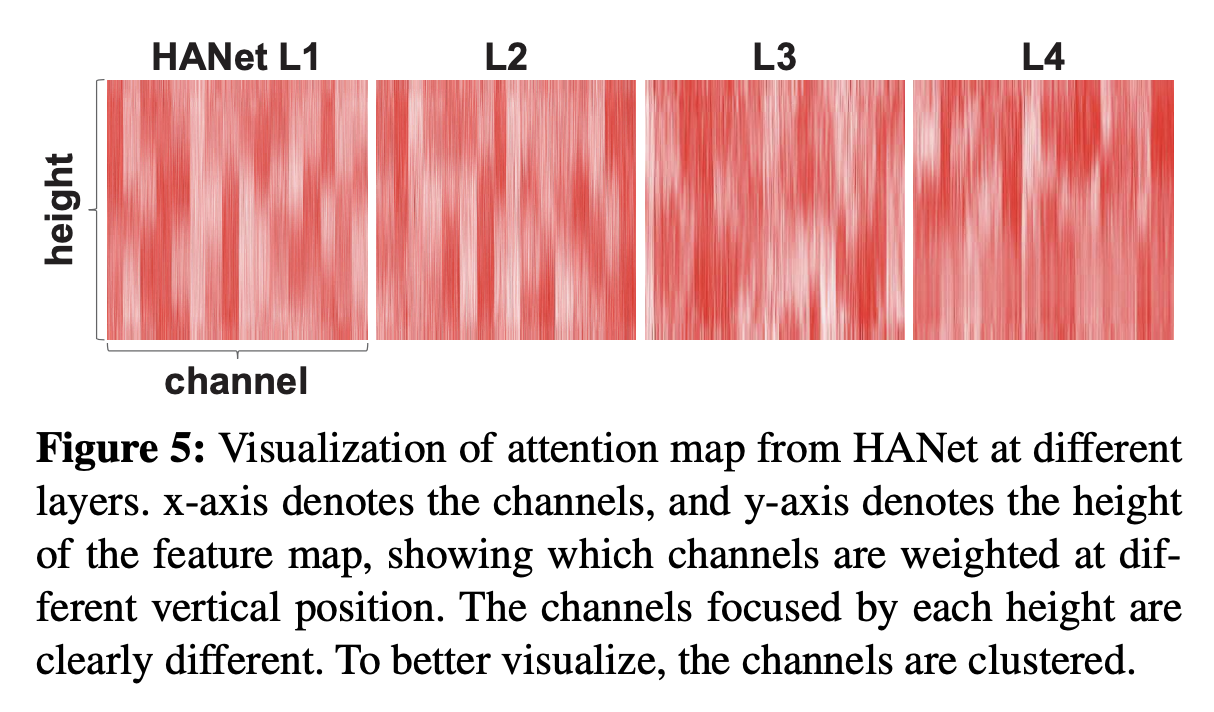 HANet L1 L2 L3 L4
height
channel
Figure 5: Visualization of attention map from HANet at different
layers. x-axis denotes the channels, and y-axis denotes the height
of the feature map, showing which channels are weighted at dif-
ferent vertical position. The channels focused by each height are
clearly different. To better visualize, the channels are clustered.